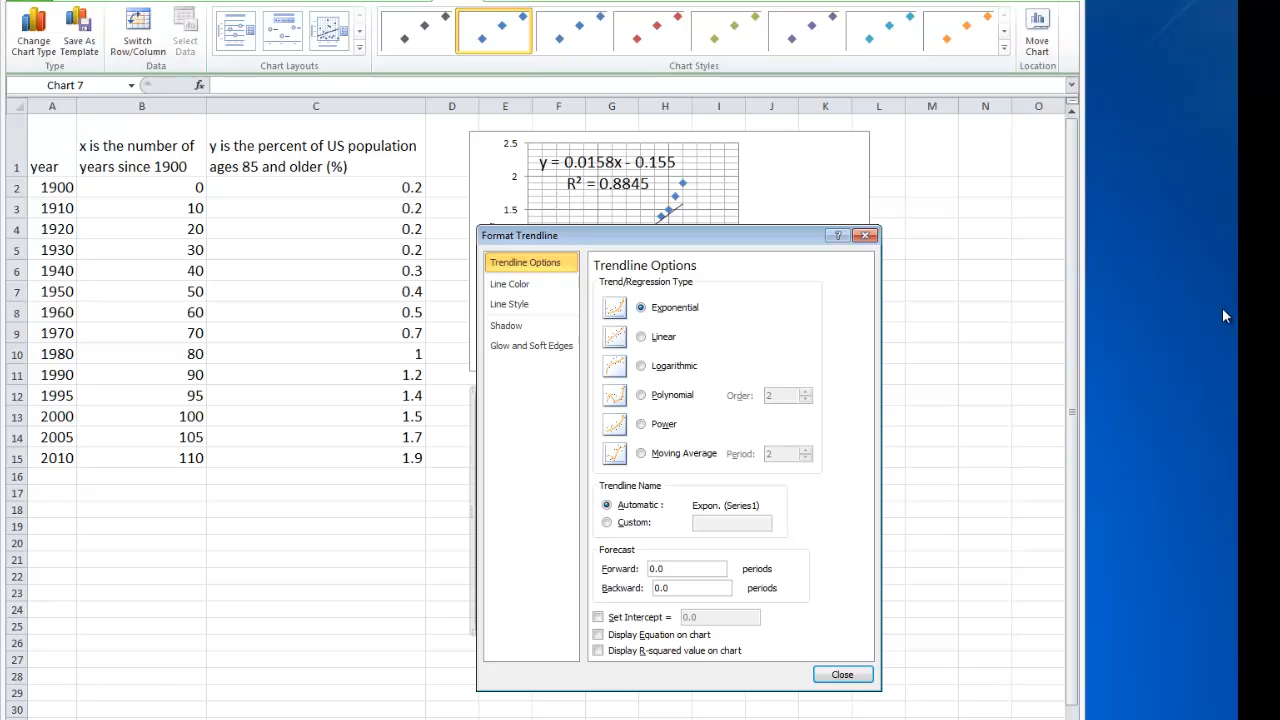 Change Chart Type
Save As Template
Switch Row/Column
Select Data
Move Chart
Type
Data
Chart Layouts
Chart Styles
Location
Chart 7
fx
A B C D E F G H I J K L M N O
1 year x is the number of years since 1900 y is the percent of US population ages 85 and older (%)
2 1900 0 0.2
3 1910 10 0.2
4 1920 20 0.2
5 1930 30 0.2
6 1940 40 0.3
7 1950 50 0.4
8 1960 60 0.5
9 1970 70 0.7
10 1980 80 1
11 1990 90 1.2
12 1995 95 1.4
13 2000 100 1.5
14 2005 105 1.7
15 2010 110 1.9
16
17
18
19
20
21
22
23
24
25
26
27
28
29
30
2.5
y = 0.0158x - 0.155
2
R² = 0.8845
1.5
Format Trendline
?
Trendline Options
Line Color
Line Style
Shadow
Glow and Soft Edges
Trendline Options
Trend/Regression Type
Exponential
Linear
Logarithmic
Polynomial Order: 2
Power
Moving Average Period: 2
Trendline Name
Automatic : Expon. (Series1)
Custom:
Forecast
Forward: 0.0 periods
Backward: 0.0 periods
Set Intercept = 0.0
Display Equation on chart
Display R-squared value on chart
Close